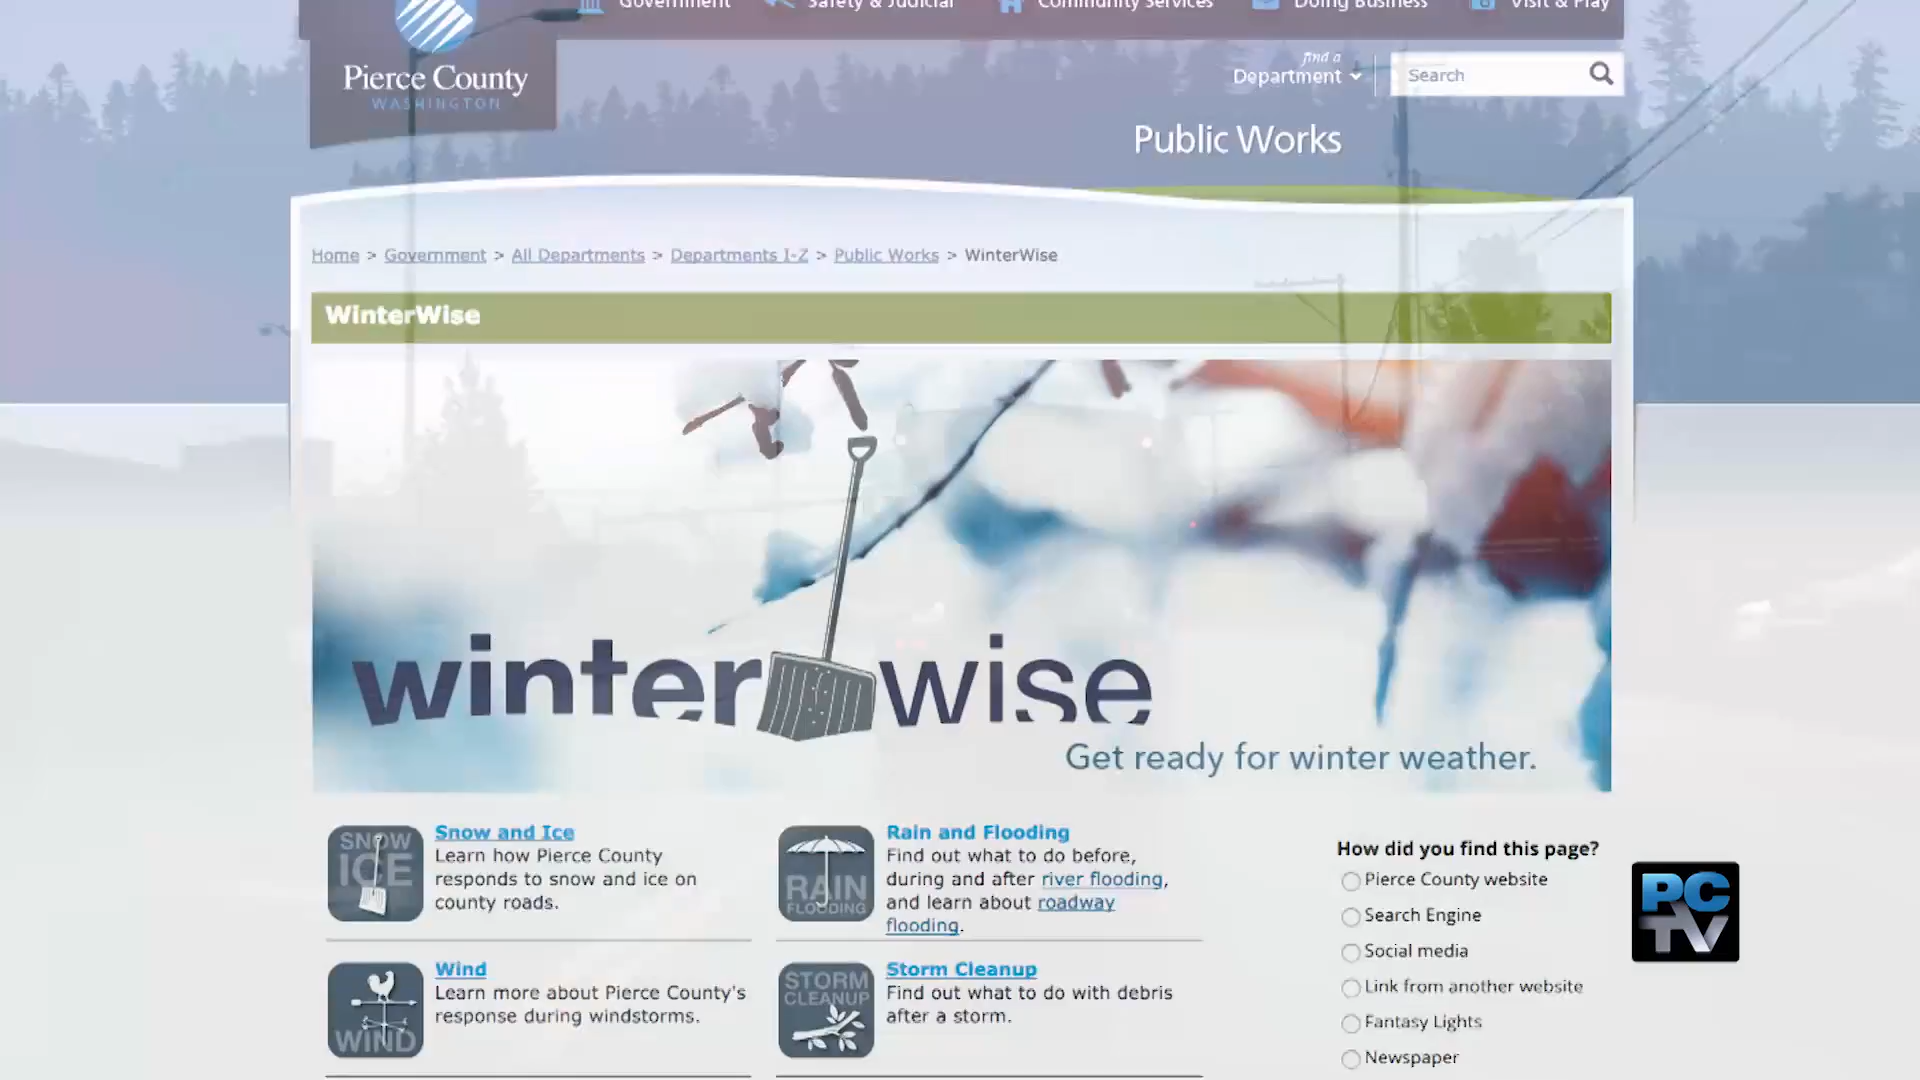 Government
Safety & Judicial
Community Services
Doing Business
Visit & Play
Pierce County
WASHINGTON
find a
Department
Search
Public Works
Home > Government > All Departments > Departments I-Z > Public Works > WinterWise
WinterWise
winter wise
Get ready for winter weather.
SNOW
ICE
Snow and Ice
Learn how Pierce County
responds to snow and ice on
county roads.
RAIN
FLOODING
Rain and Flooding
Find out what to do before,
during and after river flooding,
and learn about roadway
flooding.
WIND
Wind
Learn more about Pierce County's
response during windstorms.
STORM
CLEANUP
Storm Cleanup
Find out what to do with debris
after a storm.
How did you find this page?
Pierce County website
Search Engine
Social media
Link from another website
Fantasy Lights
Newspaper
PC
TV